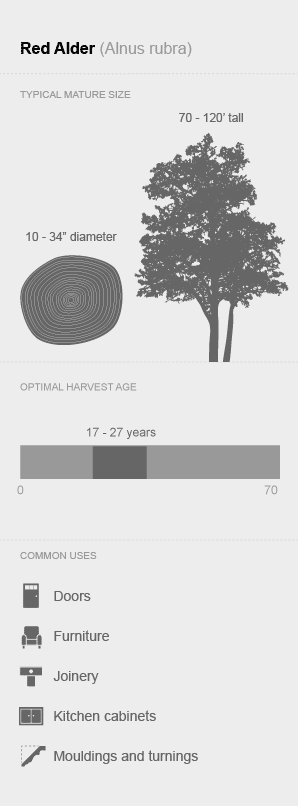 Red Alder (Alnus rubra)
TYPICAL MATURE SIZE
70 - 120' tall
10 - 34" diameter
OPTIMAL HARVEST AGE
17 - 27 years
0 70
COMMON USES
Doors
Furniture
Joinery
Kitchen cabinets
Mouldings and turnings